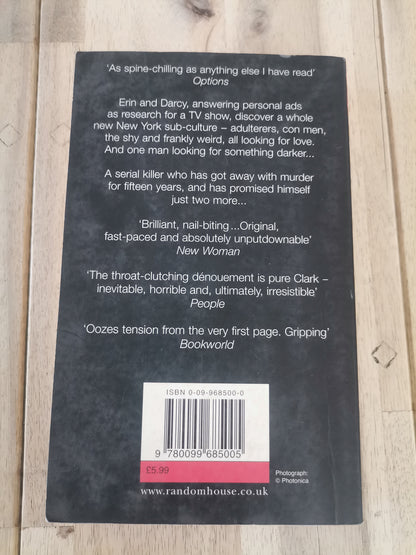 ‘As spine-chilling as anything else I have read’
Options
Erin and Darcy, answering personal ads
as research for a TV show, discover a whole
new New York sub-culture – adulterers, con men,
the shy and frankly weird, all looking for love.
And one man looking for something darker...
A serial killer who has got away with murder
for fifteen years, and has promised himself
just two more...
‘Brilliant, nail-biting...Original,
fast-paced and absolutely unputdownable’
New Woman
‘The throat-clutching dénouement is pure Clark –
inevitable, horrible and, ultimately, irresistible’
People
‘Oozes tension from the very first page. Gripping’
Bookworld
ISBN 0-09-968500-0
9 780099 685005
£5.99
Photograph:
© Photonica
www.randomhouse.co.uk